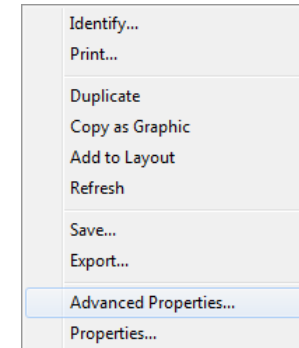 Identify...
Print...
Duplicate
Copy as Graphic
Add to Layout
Refresh
Save...
Export...
Advanced Properties...
Properties...